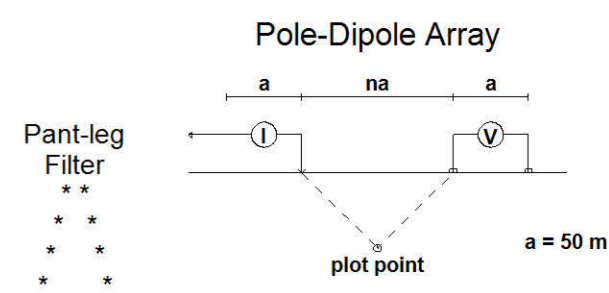 Pole-Dipole Array
a na a
I V
Pant-leg
Filter
* *
* *
* *
* *
plot point
a = 50 m